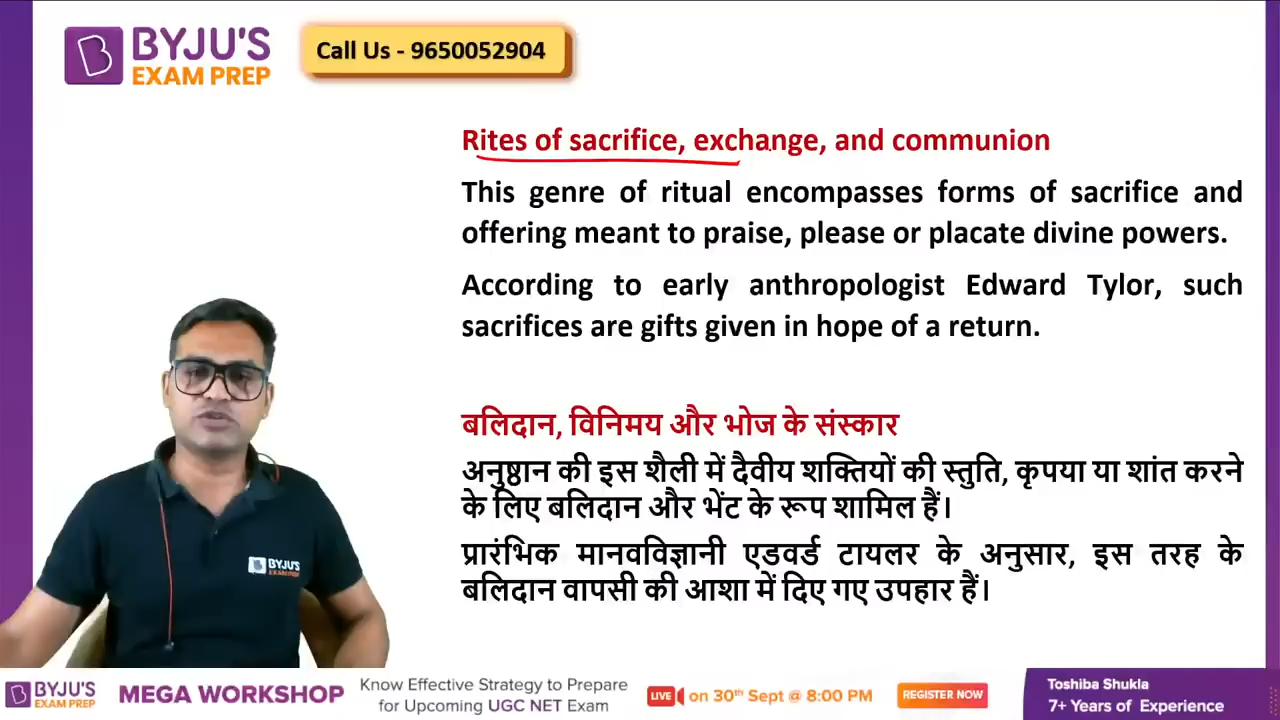 BYJU'S
EXAM PREP
Call Us - 9650052904
Rites of sacrifice, exchange, and communion
This genre of ritual encompasses forms of sacrifice and
offering meant to praise, please or placate divine powers.
According to early anthropologist Edward Tylor, such
sacrifices are gifts given in hope of a return.
बलिदान, विनिमय और भोज के संस्कार
अनुष्ठान की इस शैली में दैवीय शक्तियों की स्तुति, कृपया या शांत करने
के लिए बलिदान और भेंट के रूप शामिल हैं।
प्रारंभिक मानवविज्ञानी एडवर्ड टायलर के अनुसार, इस तरह के
बलिदान वापसी की आशा में दिए गए उपहार हैं।
BYJU'S
EXAM PREP
BYJU'S
EXAM PREP
MEGA WORKSHOP
Know Effective Strategy to Prepare
for Upcoming UGC NET Exam
LIVE on 30th Sept @ 8:00 PM
REGISTER NOW
Toshiba Shukla
7+ Years of Experience